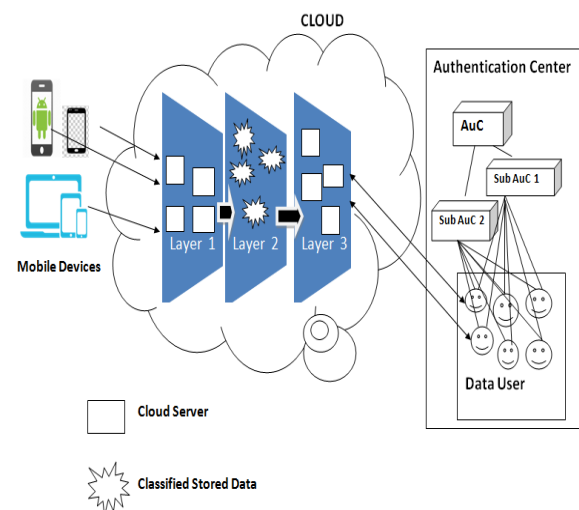 CLOUD
Authentication Center
AuC
Sub AuC 1
Sub AuC 2
Layer 1
Layer 2
Layer 3
Mobile Devices
Data User
Cloud Server
Classified Stored Data